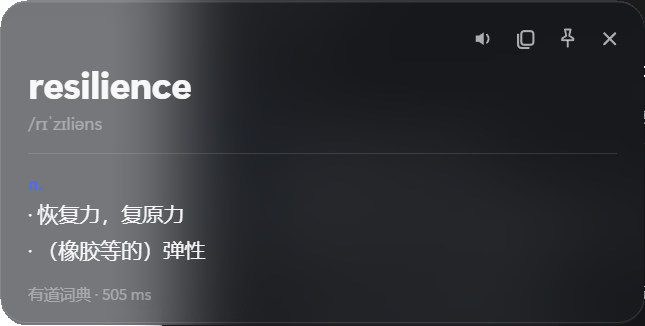 resilience
/rɪˈzɪliəns
n.
· 恢复力，复原力
· （橡胶等的）弹性
有道词典 · 505 ms